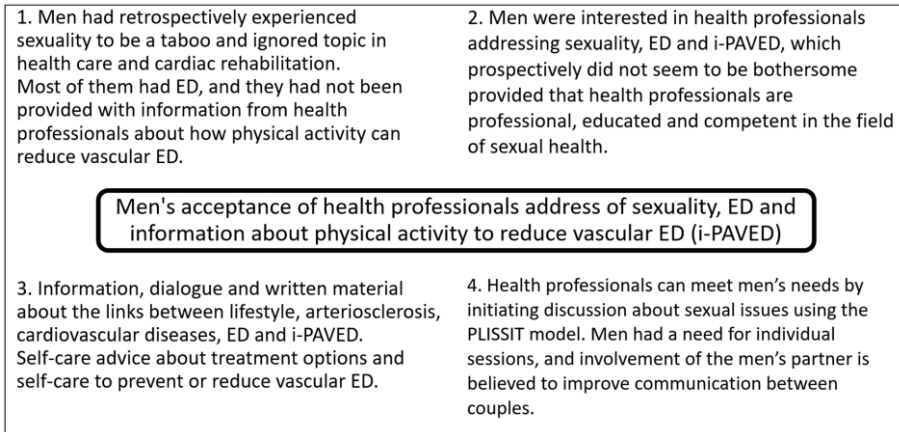 1. Men had retrospectively experienced
sexuality to be a taboo and ignored topic in
health care and cardiac rehabilitation.
Most of them had ED, and they had not been
provided with information from health
professionals about how physical activity can
reduce vascular ED.
2. Men were interested in health professionals
addressing sexuality, ED and i-PAVED, which
prospectively did not seem to be bothersome
provided that health professionals are
professional, educated and competent in the field
of sexual health.
Men's acceptance of health professionals address of sexuality, ED and
information about physical activity to reduce vascular ED (i-PAVED)
3. Information, dialogue and written material
about the links between lifestyle, arteriosclerosis,
cardiovascular diseases, ED and i-PAVED.
Self-care advice about treatment options and
self-care to prevent or reduce vascular ED.
4. Health professionals can meet men’s needs by
initiating discussion about sexual issues using the
PLISSIT model. Men had a need for individual
sessions, and involvement of the men’s partner is
believed to improve communication between
couples.